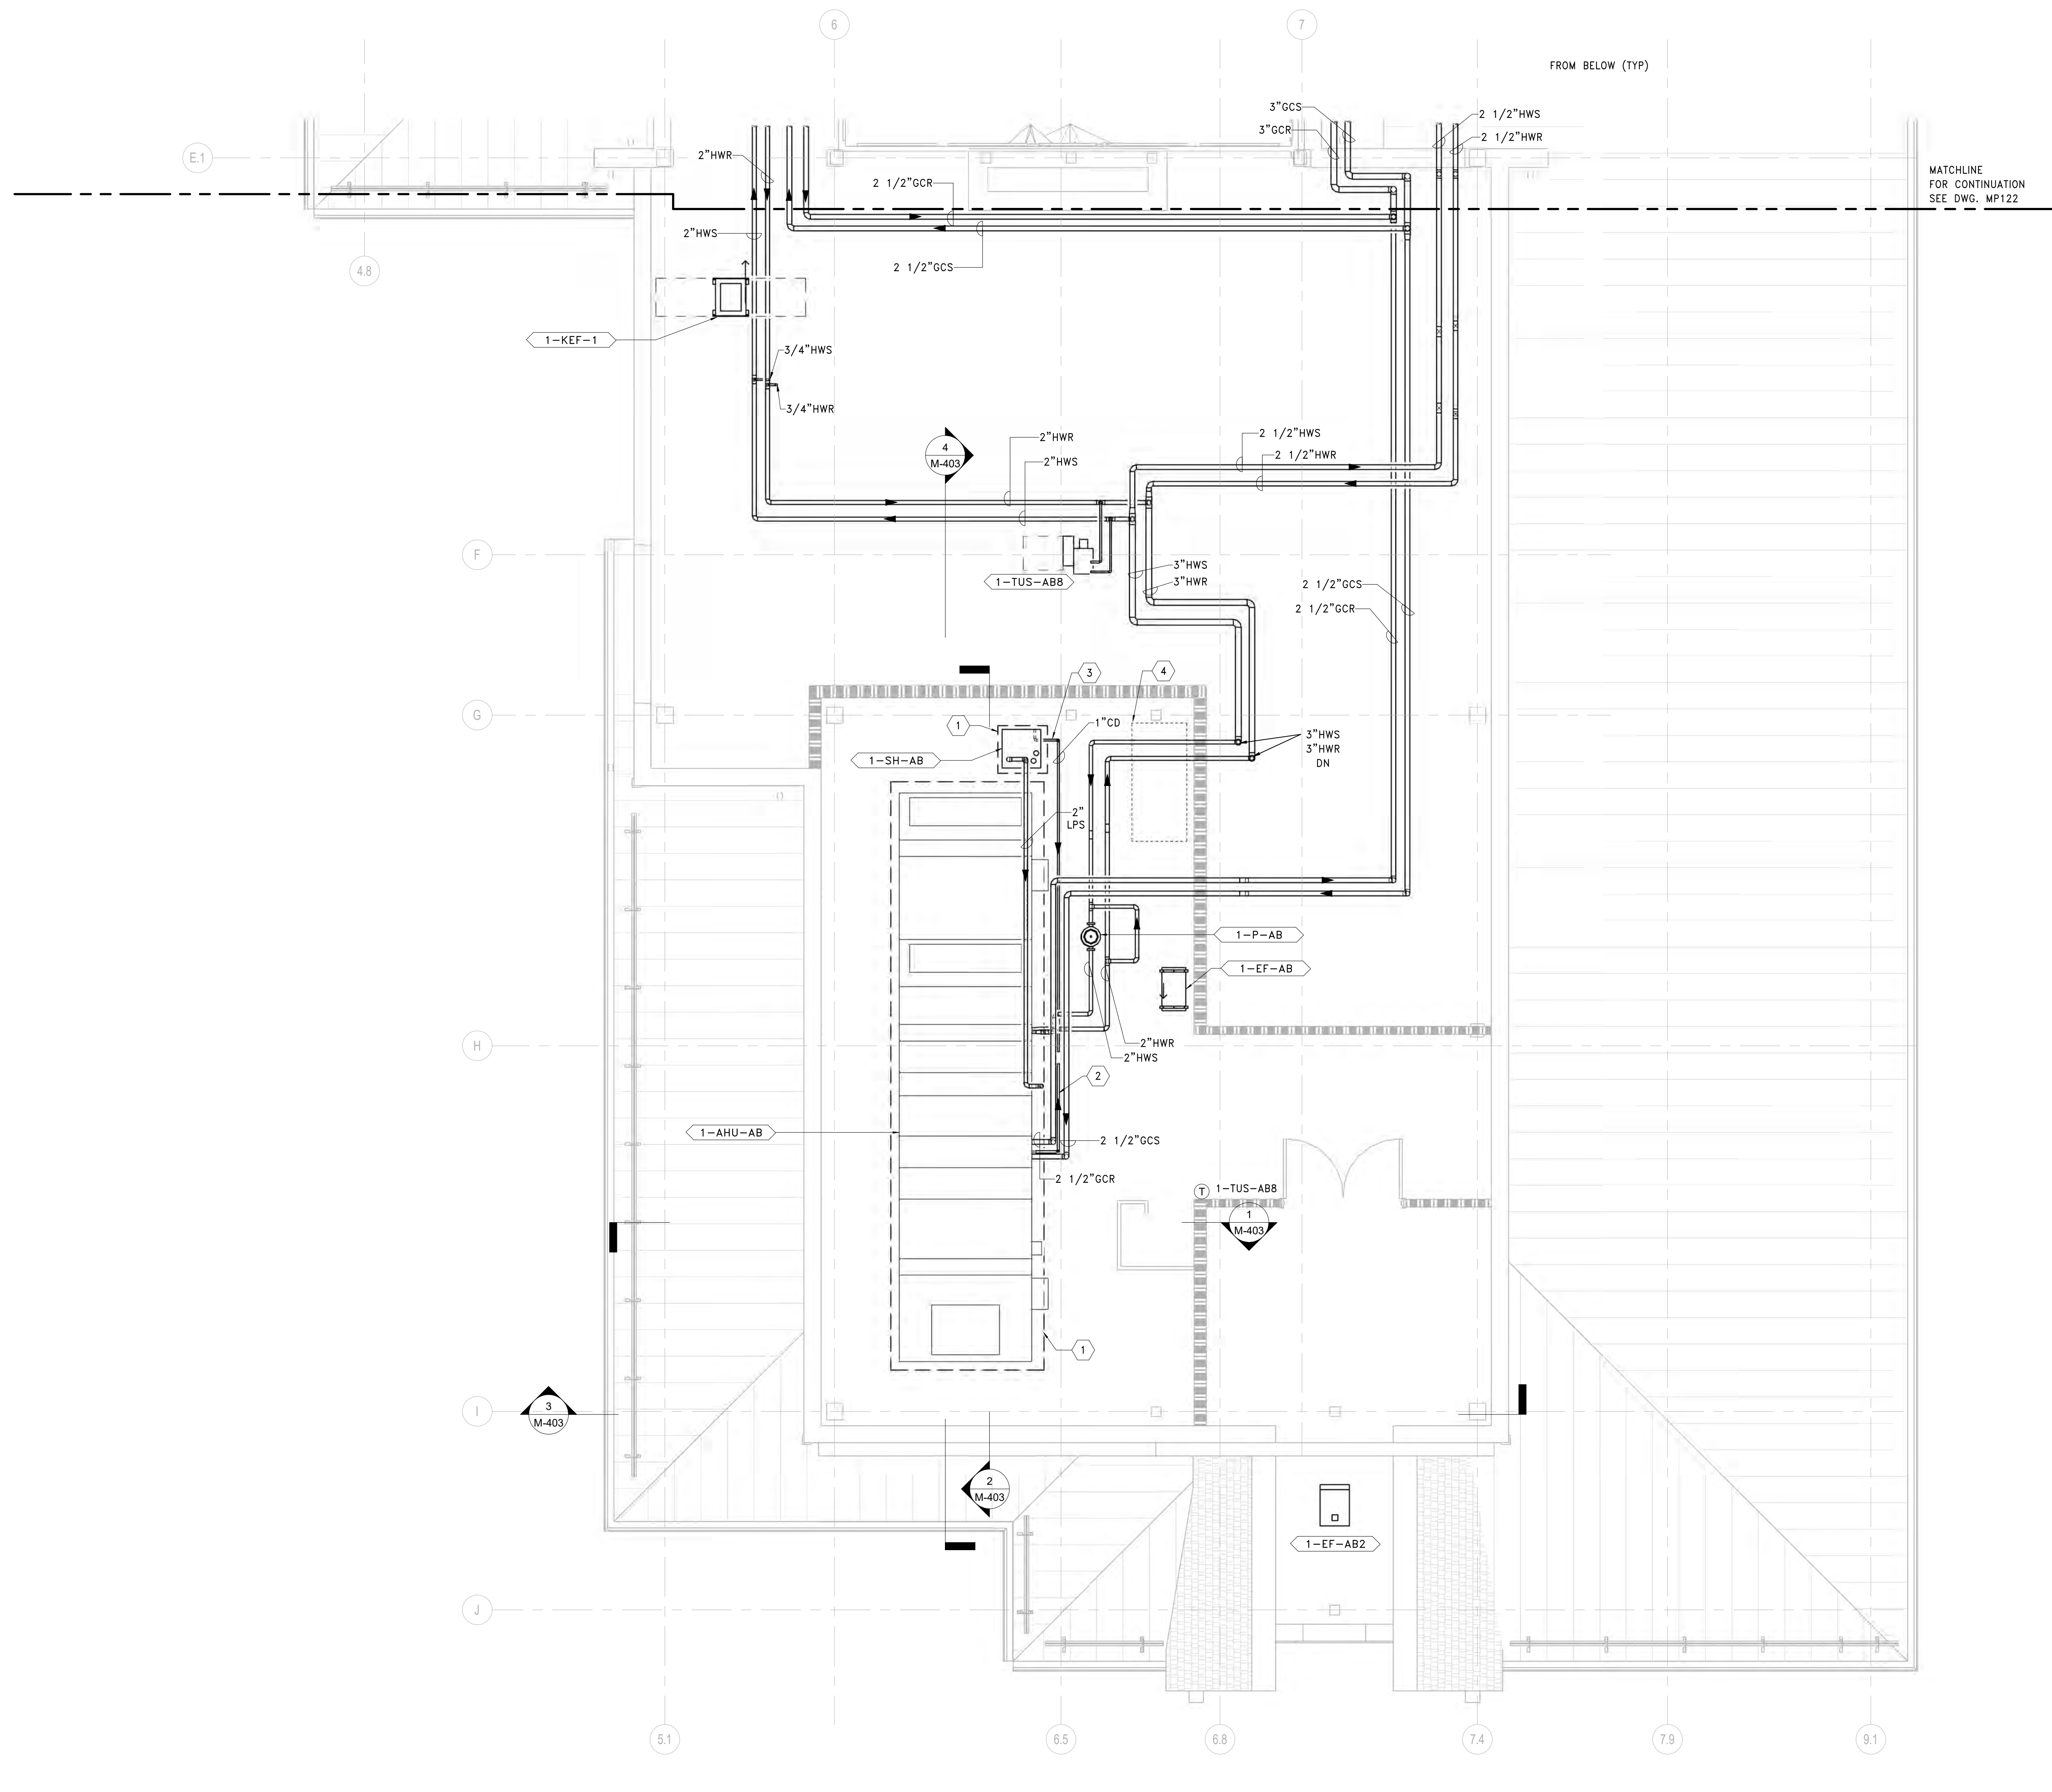 6
7
FROM BELOW (TYP)
3"GCS
3"GCR
2 1/2"HWS
2 1/2"HWR
E.1
2"HWR
2 1/2"GCR
MATCHLINE
FOR CONTINUATION
SEE DWG. MP122
2"HWS
2 1/2"GCS
4.8
1-KEF-1
3/4"HWS
3/4"HWR
4
M-403
2"HWR
2"HWS
2 1/2"HWS
2 1/2"HWR
F
1-TUS-AB8
3"HWS
3"HWR
2 1/2"GCS
2 1/2"GCR
3
4
G
1
1"CD
3"HWS
3"HWR
DN
1-SH-AB
2"
LPS
1-P-AB
1-EF-AB
H
2"HWR
2"HWS
2
1-AHU-AB
2 1/2"GCS
2 1/2"GCR
T
1-TUS-AB8
1
M-403
1
I
3
M-403
2
M-403
1-EF-AB2
J
5.1
6.5
6.8
7.4
7.9
9.1